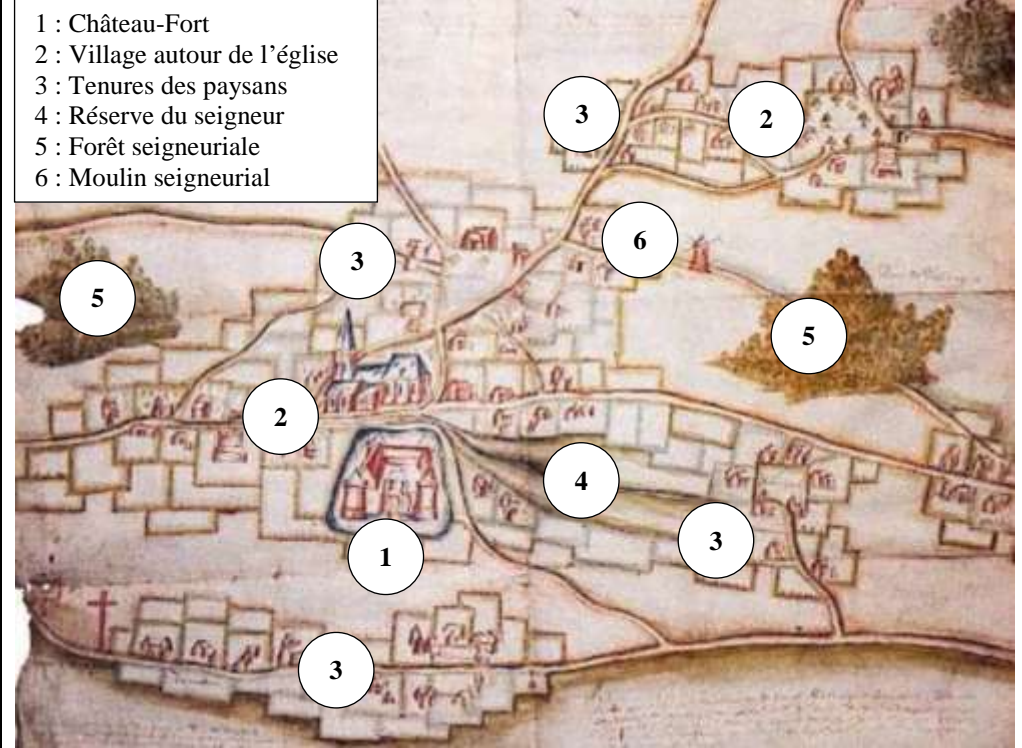 1 : Château-Fort
2 : Village autour de l’église
3 : Tenures des paysans
4 : Réserve du seigneur
5 : Forêt seigneuriale
6 : Moulin seigneurial
3
2
6
3
5
5
2
4
3
1
3